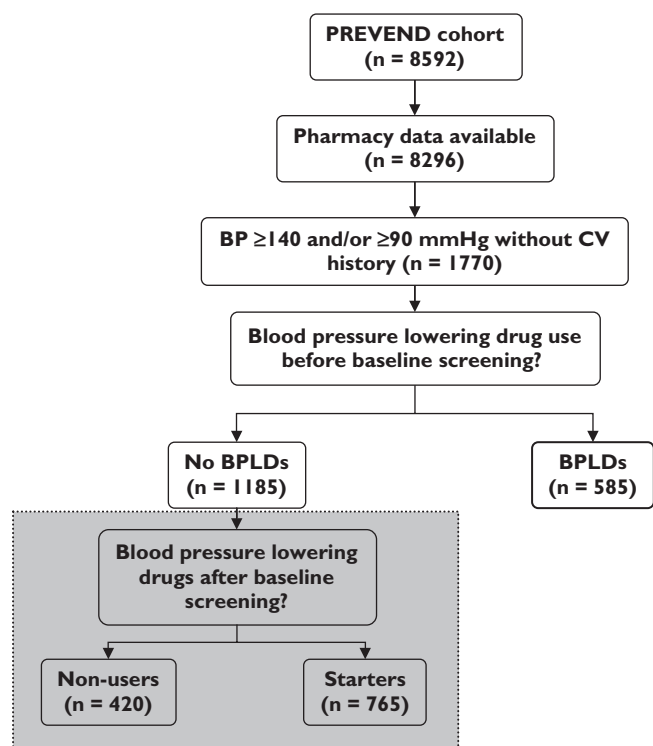 PREVEND cohort
(n = 8592)
Pharmacy data available
(n = 8296)
BP ≥140 and/or ≥90 mmHg without CV
history (n = 1770)
Blood pressure lowering drug use
before baseline screening?
No BPLDs
(n = 1185)
BPLDs
(n = 585)
Blood pressure lowering
drugs after baseline
screening?
Non-users
(n = 420)
Starters
(n = 765)